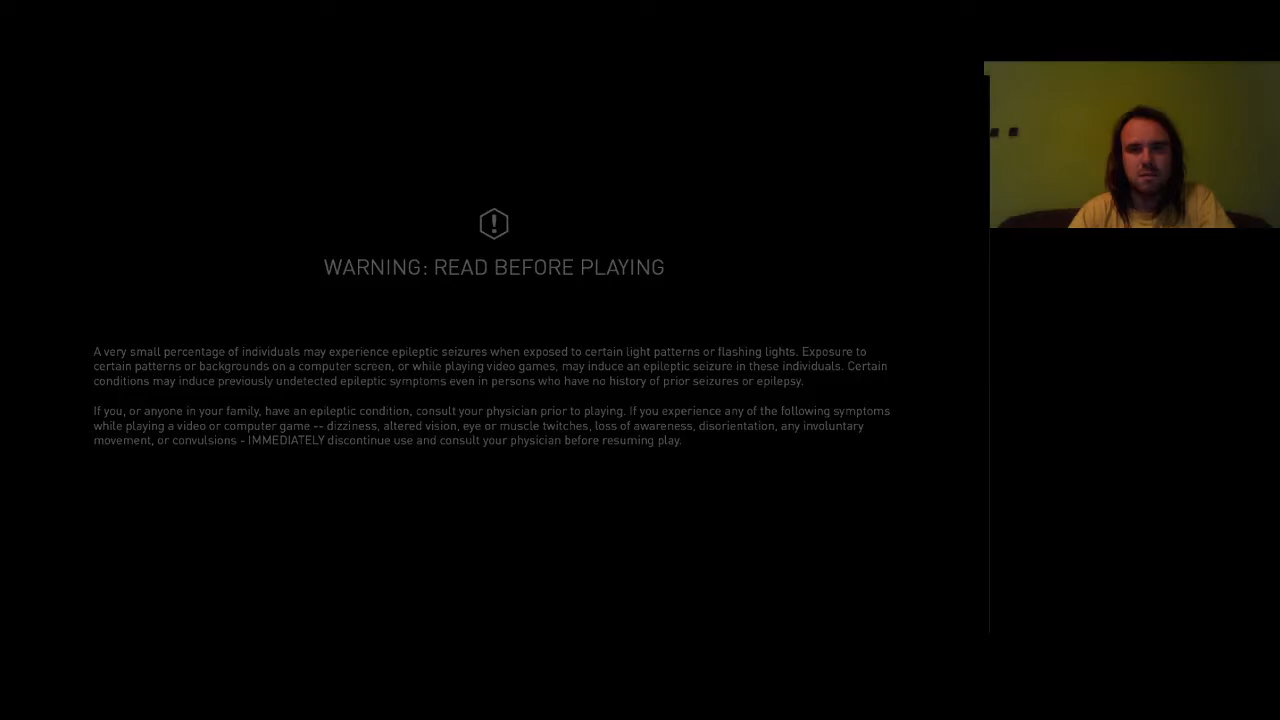 WARNING: READ BEFORE PLAYING
A very small percentage of individuals may experience epileptic seizures when exposed to certain light patterns or flashing lights. Exposure to
certain patterns or backgrounds on a computer screen, or while playing video games, may induce an epileptic seizure in these individuals. Certain
conditions may induce previously undetected epileptic symptoms even in persons who have no history of prior seizures or epilepsy.
If you, or anyone in your family, have an epileptic condition, consult your physician prior to playing. If you experience any of the following symptoms
while playing a video or computer game -- dizziness, altered vision, eye or muscle twitches, loss of awareness, disorientation, any involuntary
movement, or convulsions - IMMEDIATELY discontinue use and consult your physician before resuming play.